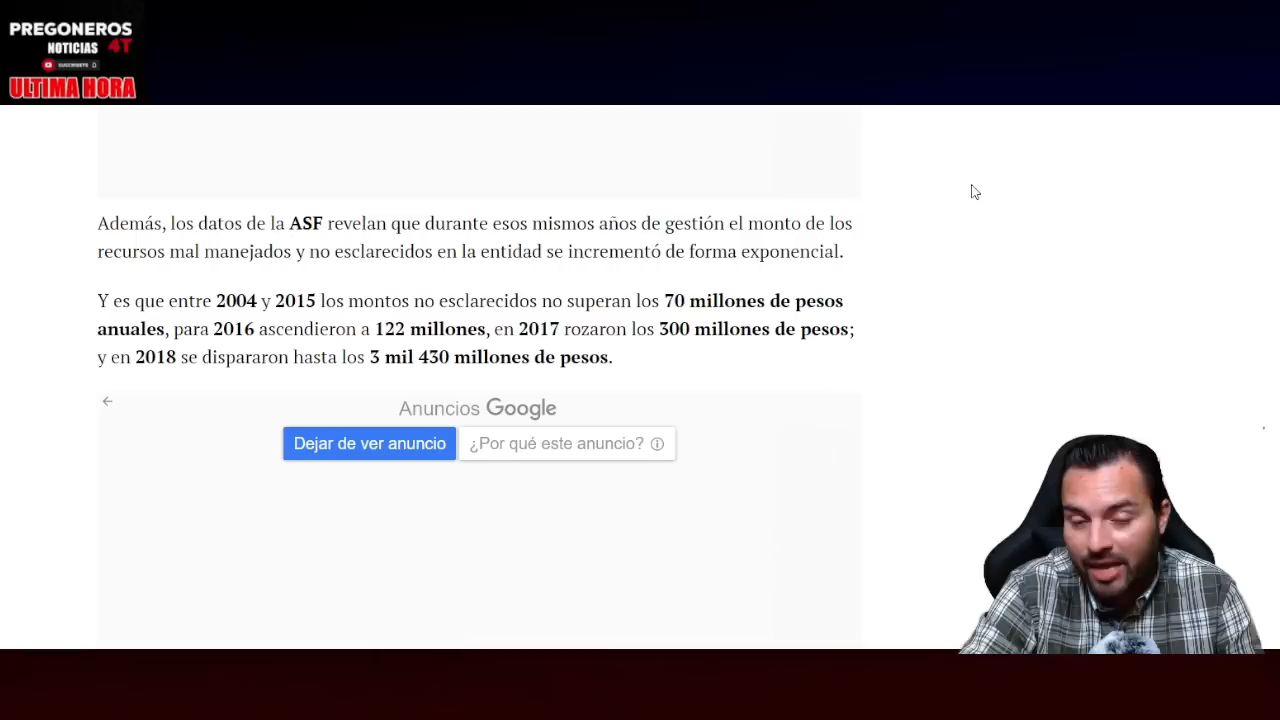 PREGONEROS
NOTICIAS 4T
SUSCRIBETE
ULTIMA HORA
Además, los datos de la ASF revelan que durante esos mismos años de gestión el monto de los
recursos mal manejados y no esclarecidos en la entidad se incrementó de forma exponencial.
Y es que entre 2004 y 2015 los montos no esclarecidos no superan los 70 millones de pesos
anuales, para 2016 ascendieron a 122 millones, en 2017 rozaron los 300 millones de pesos;
y en 2018 se dispararon hasta los 3 mil 430 millones de pesos.
Anuncios Google
Dejar de ver anuncio ¿Por qué este anuncio?